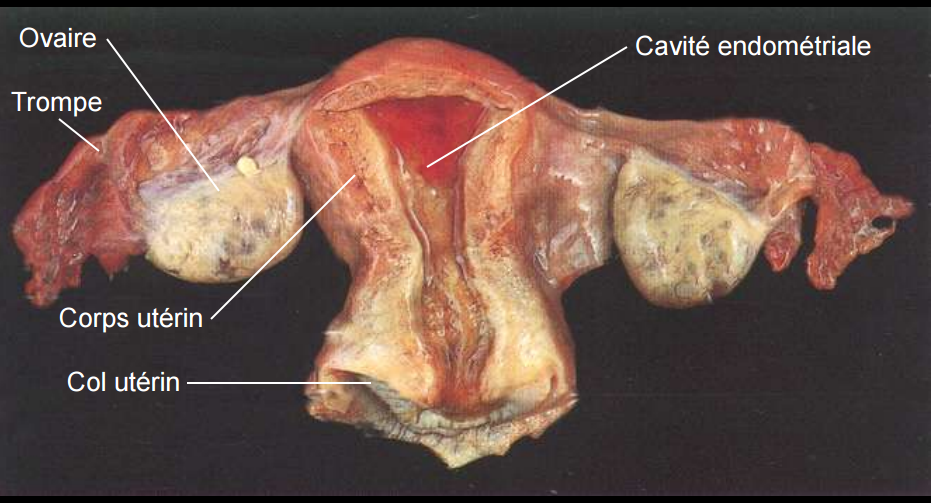 Ovaire
Cavité endométriale
Trompe
Corps utérin
Col utérin